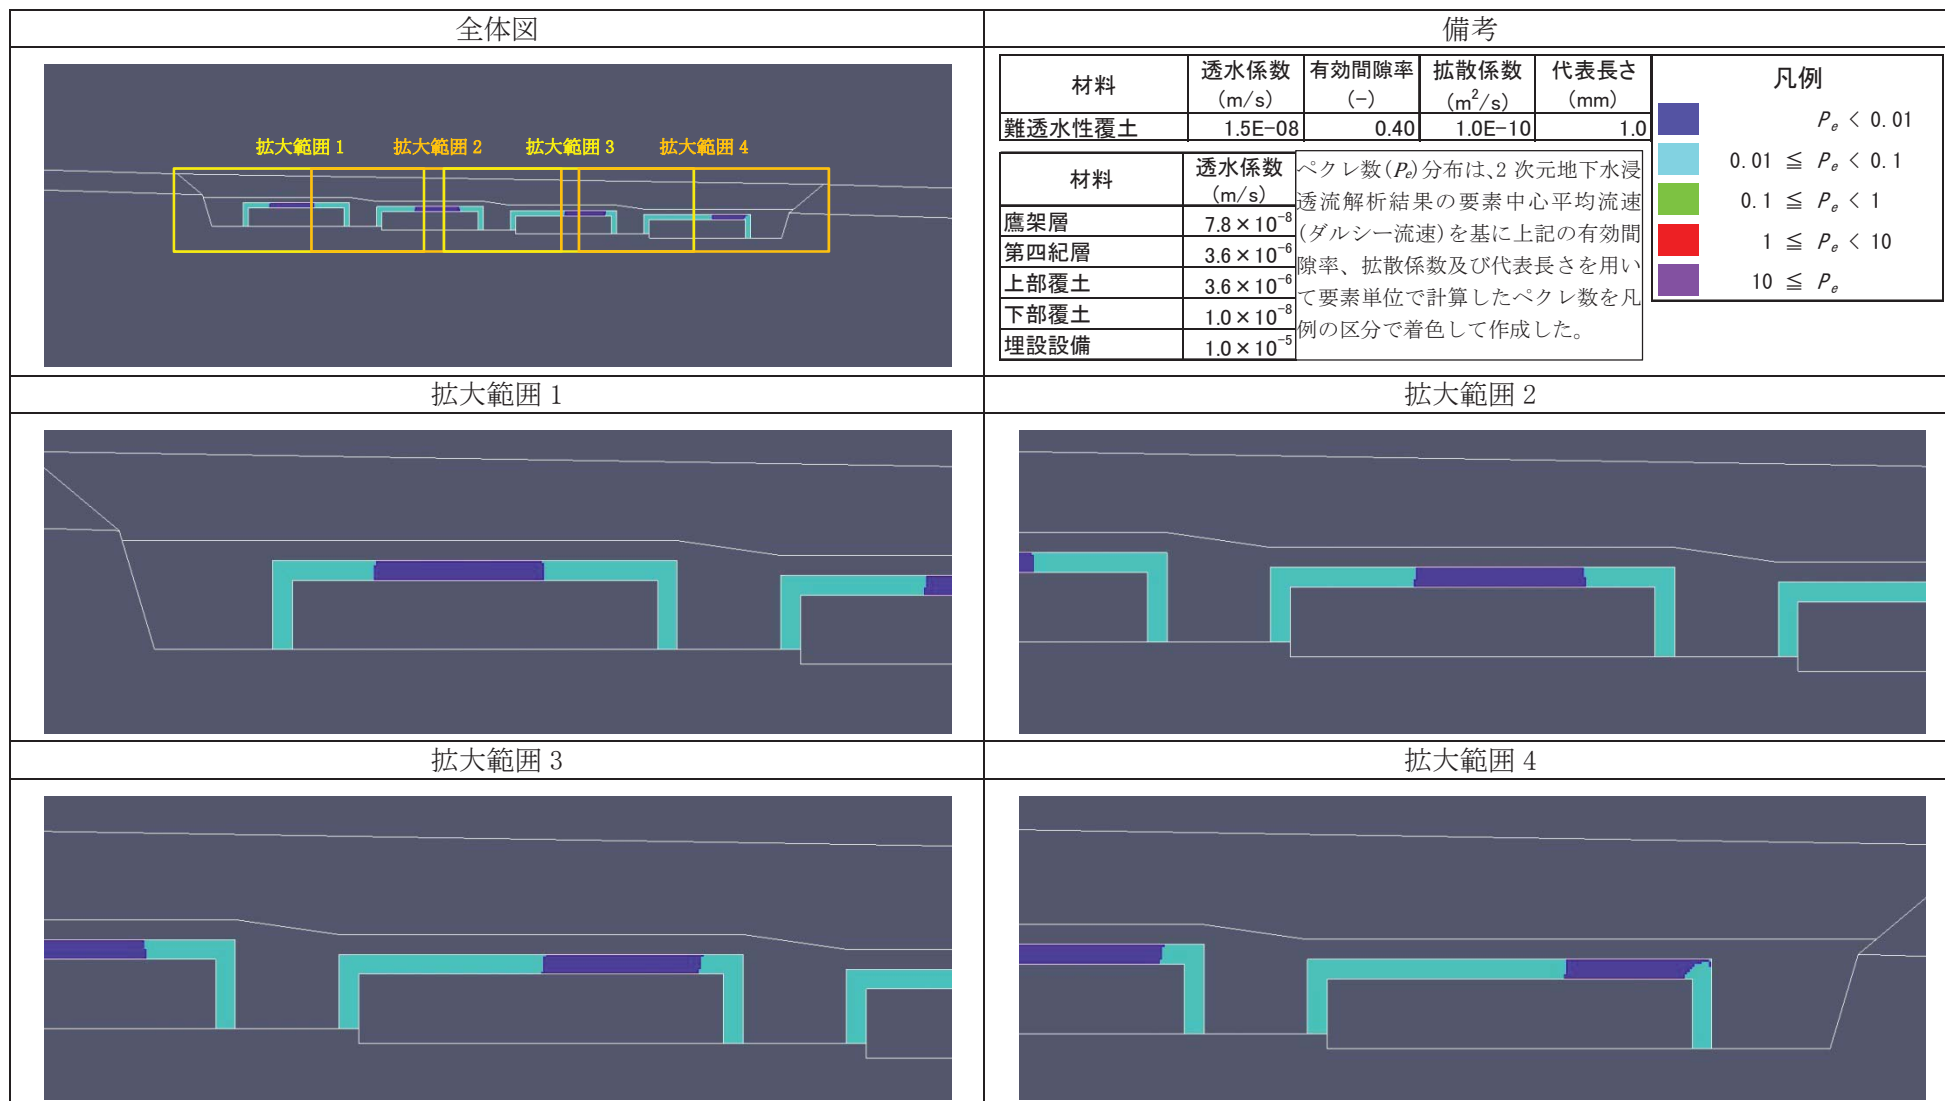 全体図
備考
拡大範囲 1
拡大範囲 2
拡大範囲 3
拡大範囲 4
材料 透水係数 (m/s) 有効間隙率 (-) 拡散係数 (m²/s) 代表長さ (mm)
難透水性覆土 1.5E-08 0.40 1.0E-10 1.0
材料 透水係数 (m/s)
鷹架層 7.8×10⁻⁸
第四紀層 3.6×10⁻⁶
上部覆土 3.6×10⁻⁶
下部覆土 1.0×10⁻⁸
埋設設備 1.0×10⁻⁵
ペクレ数(Pe)分布は、2 次元地下水浸
透流解析結果の要素中心平均流速
(ダルシー流速)を基に上記の有効間
隙率、拡散係数及び代表長さを用い
て要素単位で計算したペクレ数を凡
例の区分で着色して作成した。
凡例
Pe < 0.01
0.01 ≦ Pe < 0.1
0.1 ≦ Pe < 1
1 ≦ Pe < 10
10 ≦ Pe
拡大範囲 1
拡大範囲 2
拡大範囲 3
拡大範囲 4